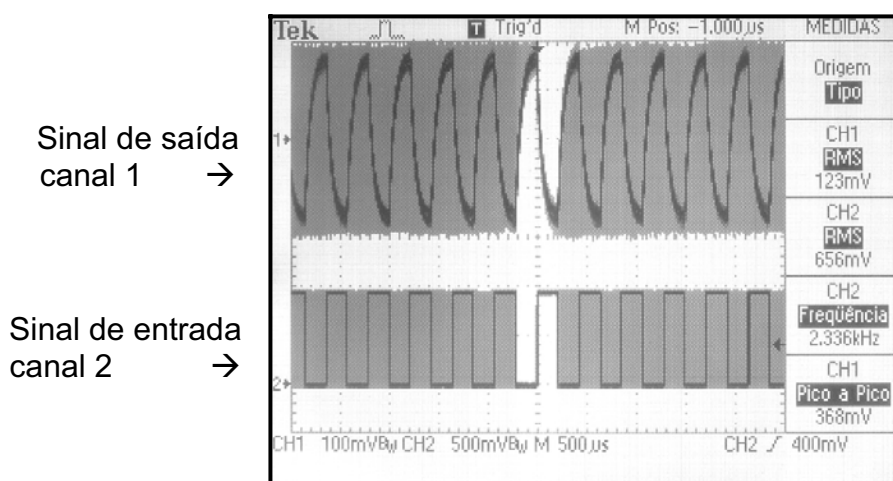 Tek T Trig'd M Pos: -1.000µs MEDIDAS
Origem
Tipo
Sinal de saída
canal 1 →
1
CH1
RMS
123mV
CH2
RMS
656mV
Sinal de entrada
canal 2 →
2
CH2
Freqüência
2.336kHz
CH1
Pico a Pico
368mV
CH1 100mVBW CH2 500mVBW M 500µs CH2 400mV